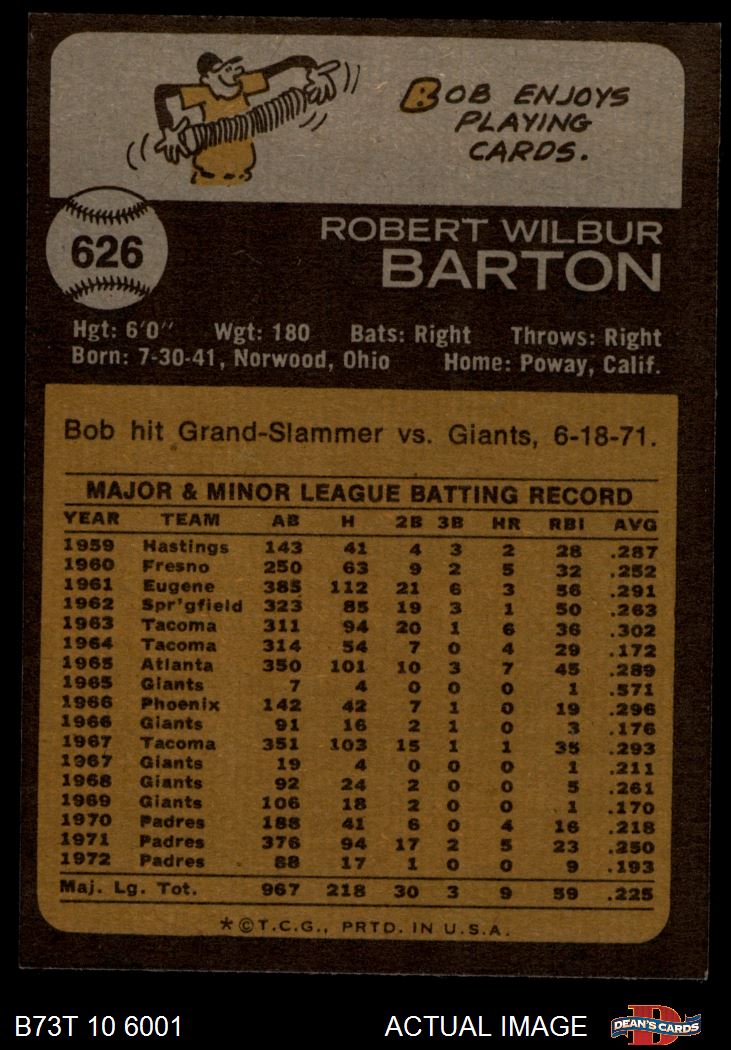 BOB ENJOYS
PLAYING
CARDS.
626
ROBERT WILBUR
BARTON
Hgt: 6'0" Wgt: 180 Bats: Right Throws: Right
Born: 7-30-41, Norwood, Ohio Home: Poway, Calif.
Bob hit Grand-Slammer vs. Giants, 6-18-71.
MAJOR & MINOR LEAGUE BATTING RECORD
YEAR TEAM AB H 2B 3B HR RBI AVG
1959 Hastings 143 41 4 3 2 28 .287
1960 Fresno 250 63 9 2 5 32 .252
1961 Eugene 385 112 21 6 3 56 .291
1962 Spr'gfield 323 85 19 3 1 50 .263
1963 Tacoma 311 94 20 1 6 36 .302
1964 Tacoma 314 54 7 0 4 29 .172
1965 Atlanta 350 101 10 3 7 45 .289
1965 Giants 7 4 0 0 0 1 .571
1966 Phoenix 142 42 7 1 0 19 .296
1966 Giants 91 16 2 1 0 3 .176
1967 Tacoma 351 103 15 1 1 35 .293
1967 Giants 19 4 0 0 0 1 .211
1968 Giants 92 24 2 0 0 5 .261
1969 Giants 106 18 2 0 0 1 .170
1970 Padres 188 41 6 0 4 16 .218
1971 Padres 376 94 17 2 5 23 .250
1972 Padres 88 17 1 0 0 9 .193
Maj. Lg. Tot. 967 218 30 3 9 59 .225
*©T.C.G., PRTD. IN U.S.A.
B73T 10 6001 ACTUAL IMAGE DEAN'S CARDS